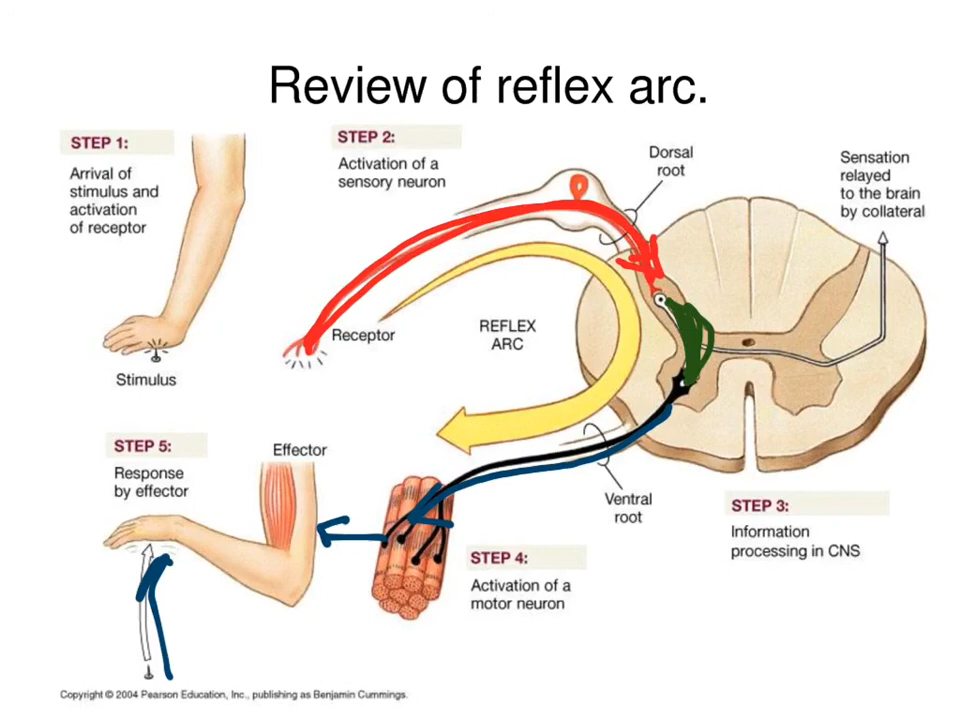 Review of reflex arc.
STEP 1:
Arrival of
stimulus and
activation
of receptor
Stimulus
STEP 2:
Activation of a
sensory neuron
Dorsal
root
Sensation
relayed
to the brain
by collateral
Receptor
REFLEX
ARC
STEP 5:
Response
by effector
Effector
Ventral
root
STEP 3:
Information
processing in CNS
STEP 4:
Activation of a
motor neuron
Copyright © 2004 Pearson Education, Inc., publishing as Benjamin Cummings.